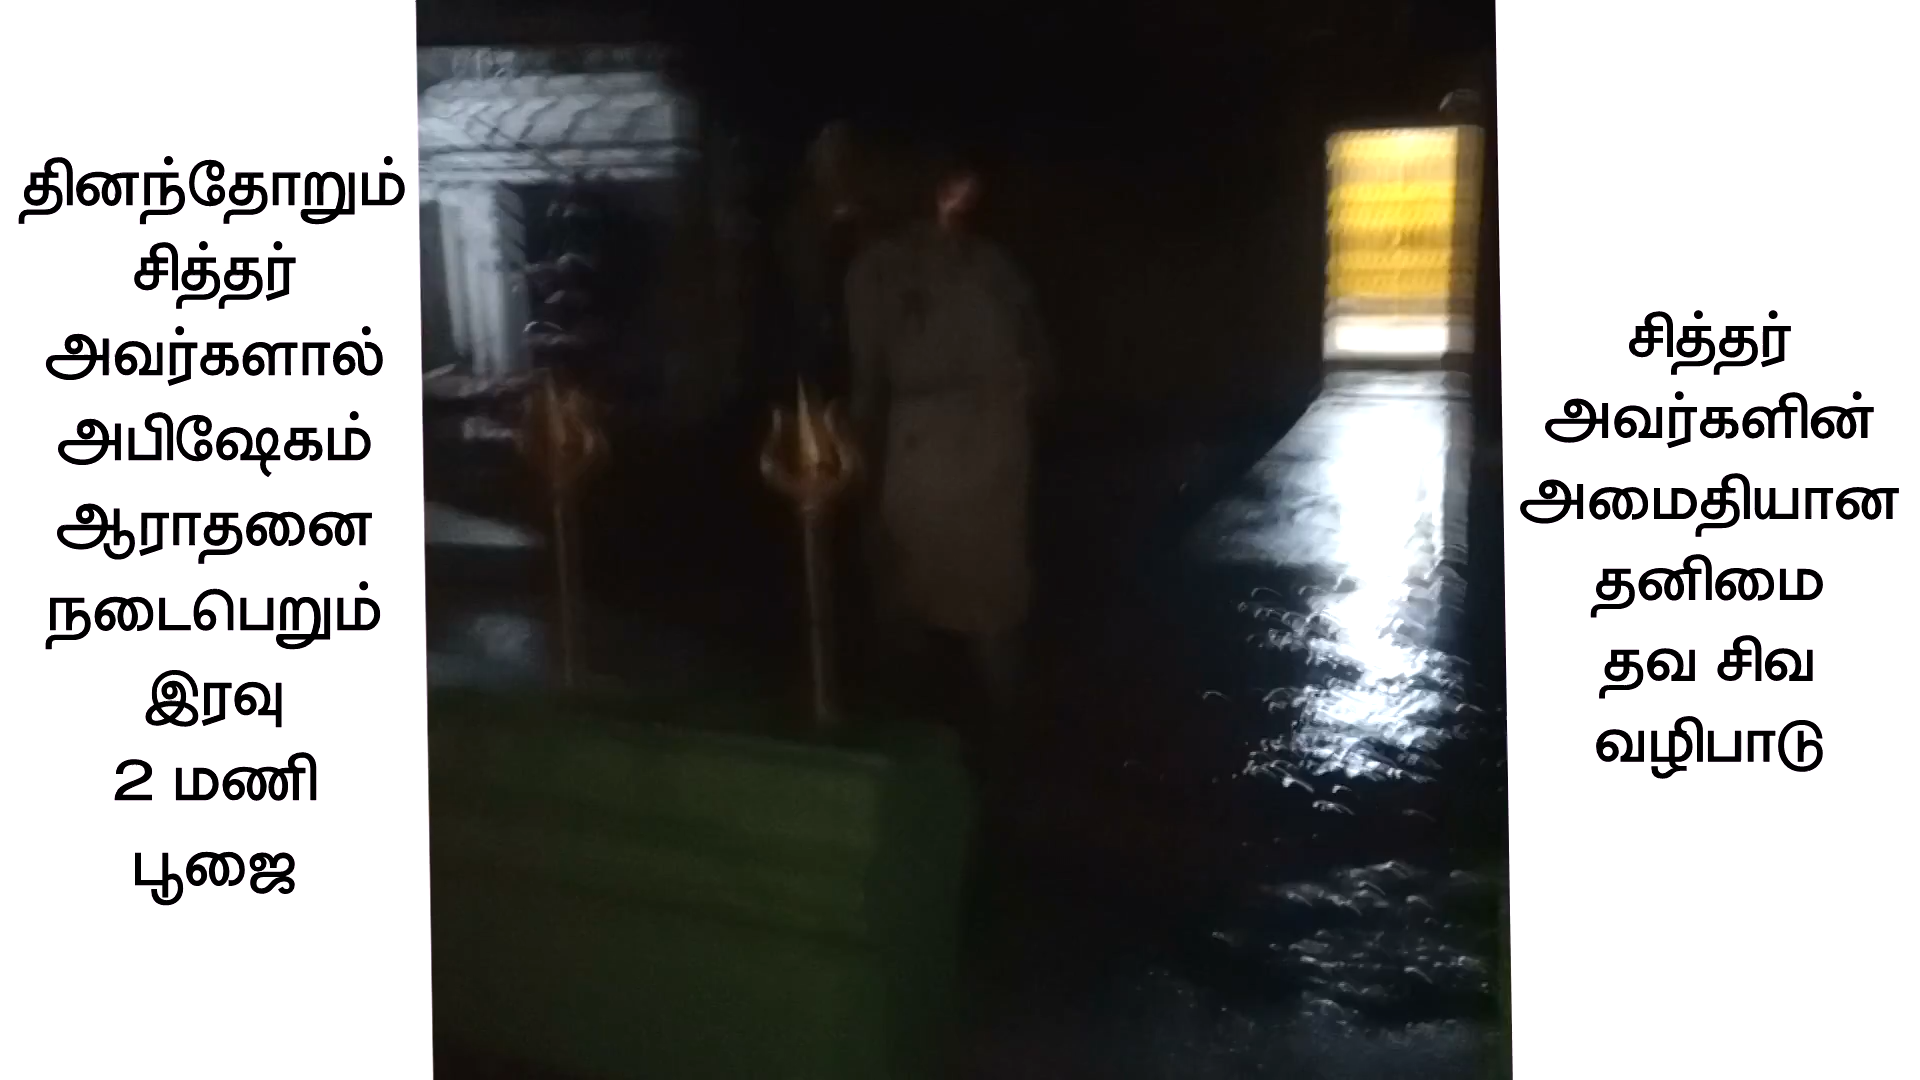 தினந்தோறும்
சித்தர்
அவர்களால்
அபிஷேகம்
ஆராதனை
நடைபெறும்
இரவு
2 மணி
பூஜை
சித்தர்
அவர்களின்
அமைதியான
தனிமை
தவ சிவ
வழிபாடு